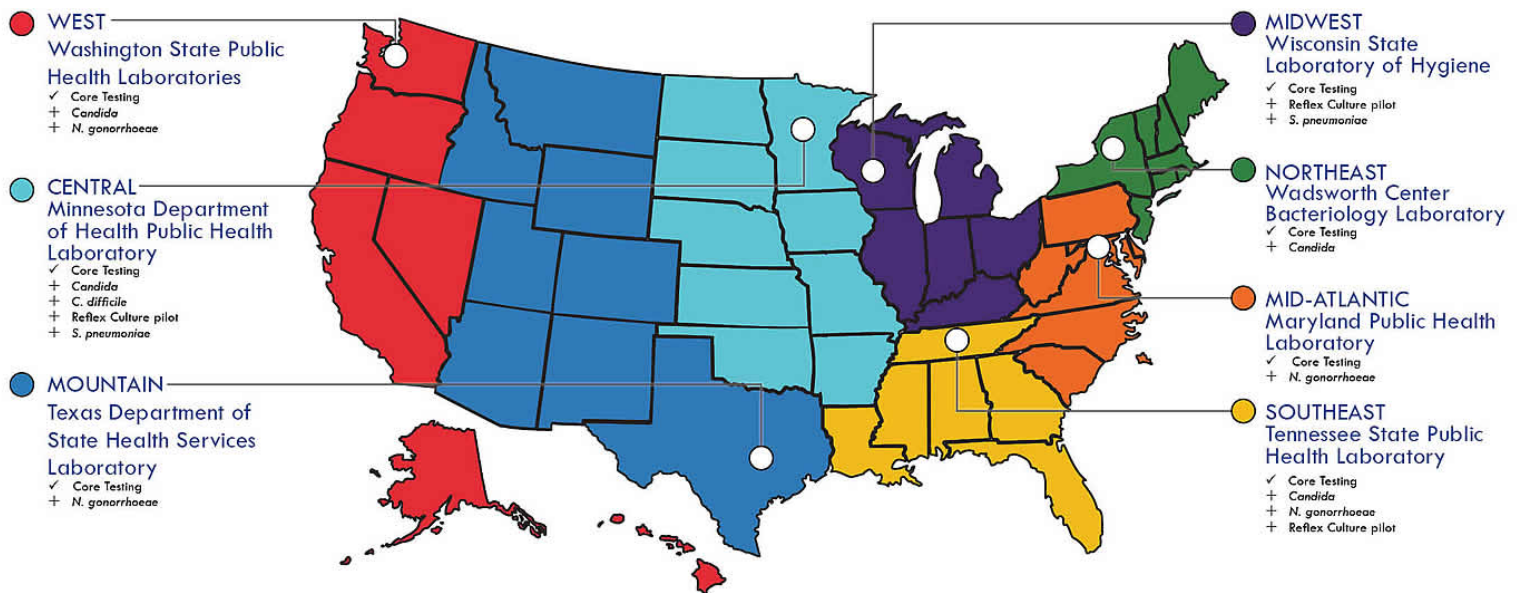 WEST
Washington State Public
Health Laboratories
✓ Core Testing
+ Candida
+ N. gonorrhoeae
CENTRAL
Minnesota Department
of Health Public Health
Laboratory
✓ Core Testing
+ Candida
+ C. difficile
+ Reflex Culture pilot
+ S. pneumoniae
MOUNTAIN
Texas Department of
State Health Services
Laboratory
✓ Core Testing
+ N. gonorrhoeae
MIDWEST
Wisconsin State
Laboratory of Hygiene
✓ Core Testing
+ Reflex Culture pilot
+ S. pneumoniae
NORTHEAST
Wadsworth Center
Bacteriology Laboratory
✓ Core Testing
+ Candida
MID-ATLANTIC
Maryland Public Health
Laboratory
✓ Core Testing
+ N. gonorrhoeae
SOUTHEAST
Tennessee State Public
Health Laboratory
✓ Core Testing
+ Candida
+ N. gonorrhoeae
+ Reflex Culture pilot